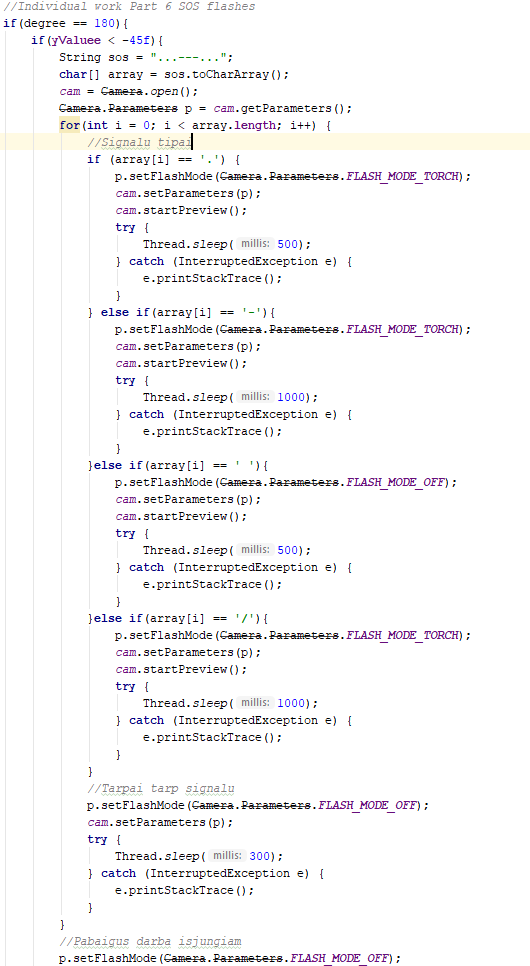 //Individual work Part 6 SOS flashes
if(degree == 180){
if(yValuee < -45f){
String sos = "...---...";
char[] array = sos.toCharArray();
cam = Camera.open();
Camera.Parameters p = cam.getParameters();
for(int i = 0; i < array.length; i++) {
//Signalu tipai
if (array[i] == '.') {
p.setFlashMode(Camera.Parameters.FLASH_MODE_TORCH);
cam.setParameters(p);
cam.startPreview();
try {
Thread.sleep( millis: 500);
} catch (InterruptedException e) {
e.printStackTrace();
}
} else if(array[i] == '-'){
p.setFlashMode(Camera.Parameters.FLASH_MODE_TORCH);
cam.setParameters(p);
cam.startPreview();
try {
Thread.sleep( millis: 1000);
} catch (InterruptedException e) {
e.printStackTrace();
}
}else if(array[i] == ' '){
p.setFlashMode(Camera.Parameters.FLASH_MODE_OFF);
cam.setParameters(p);
cam.startPreview();
try {
Thread.sleep( millis: 500);
} catch (InterruptedException e) {
e.printStackTrace();
}
}else if(array[i] == '/'){
p.setFlashMode(Camera.Parameters.FLASH_MODE_TORCH);
cam.setParameters(p);
cam.startPreview();
try {
Thread.sleep( millis: 1000);
} catch (InterruptedException e) {
e.printStackTrace();
}
}
//Tarpai tarp signalu
p.setFlashMode(Camera.Parameters.FLASH_MODE_OFF);
cam.setParameters(p);
try {
Thread.sleep( millis: 300);
} catch (InterruptedException e) {
e.printStackTrace();
}
}
//Pabaigus darba isjungiam
p.setFlashMode(Camera.Parameters.FLASH_MODE_OFF);